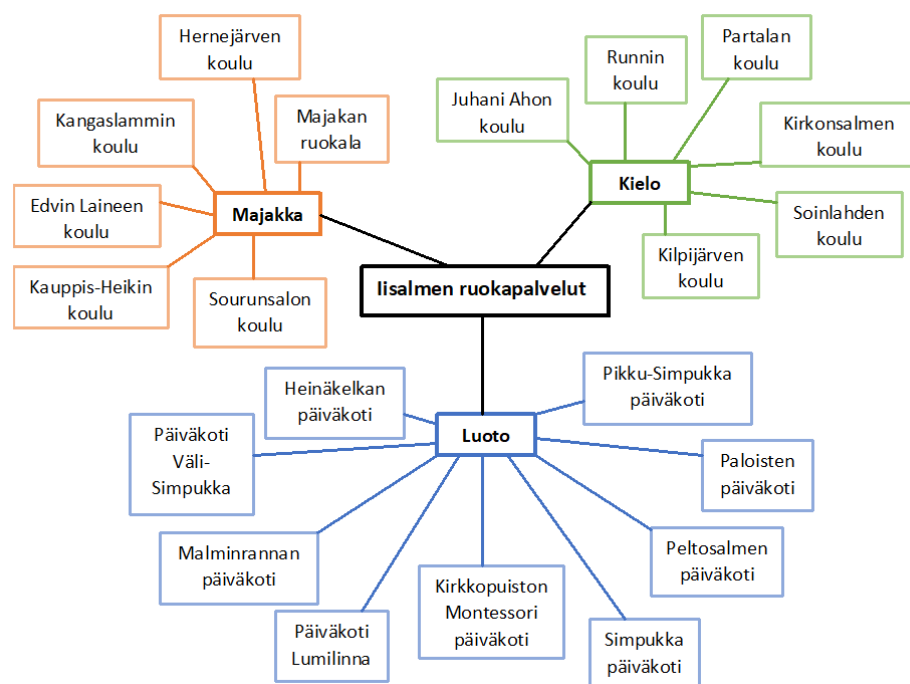 Hernejärven
koulu
Kangaslammin
koulu
Majakan
ruokala
Edvin Laineen
koulu
Majakka
Kauppis-Heikin
koulu
Sourunsalon
koulu
Partalan
koulu
Runnin
koulu
Juhani Ahon
koulu
Kirkonsalmen
koulu
Kielo
Soinlahden
koulu
Kilpijärven
koulu
Iisalmen ruokapalvelut
Heinäkelkan
päiväkoti
Pikku-Simpukka
päiväkoti
Luoto
Päiväkoti
Väli-
Simpukka
Paloisten
päiväkoti
Malminrannan
päiväkoti
Peltosalmen
päiväkoti
Päiväkoti
Lumilinna
Kirkkopuiston
Montessori
päiväkoti
Simpukka
päiväkoti